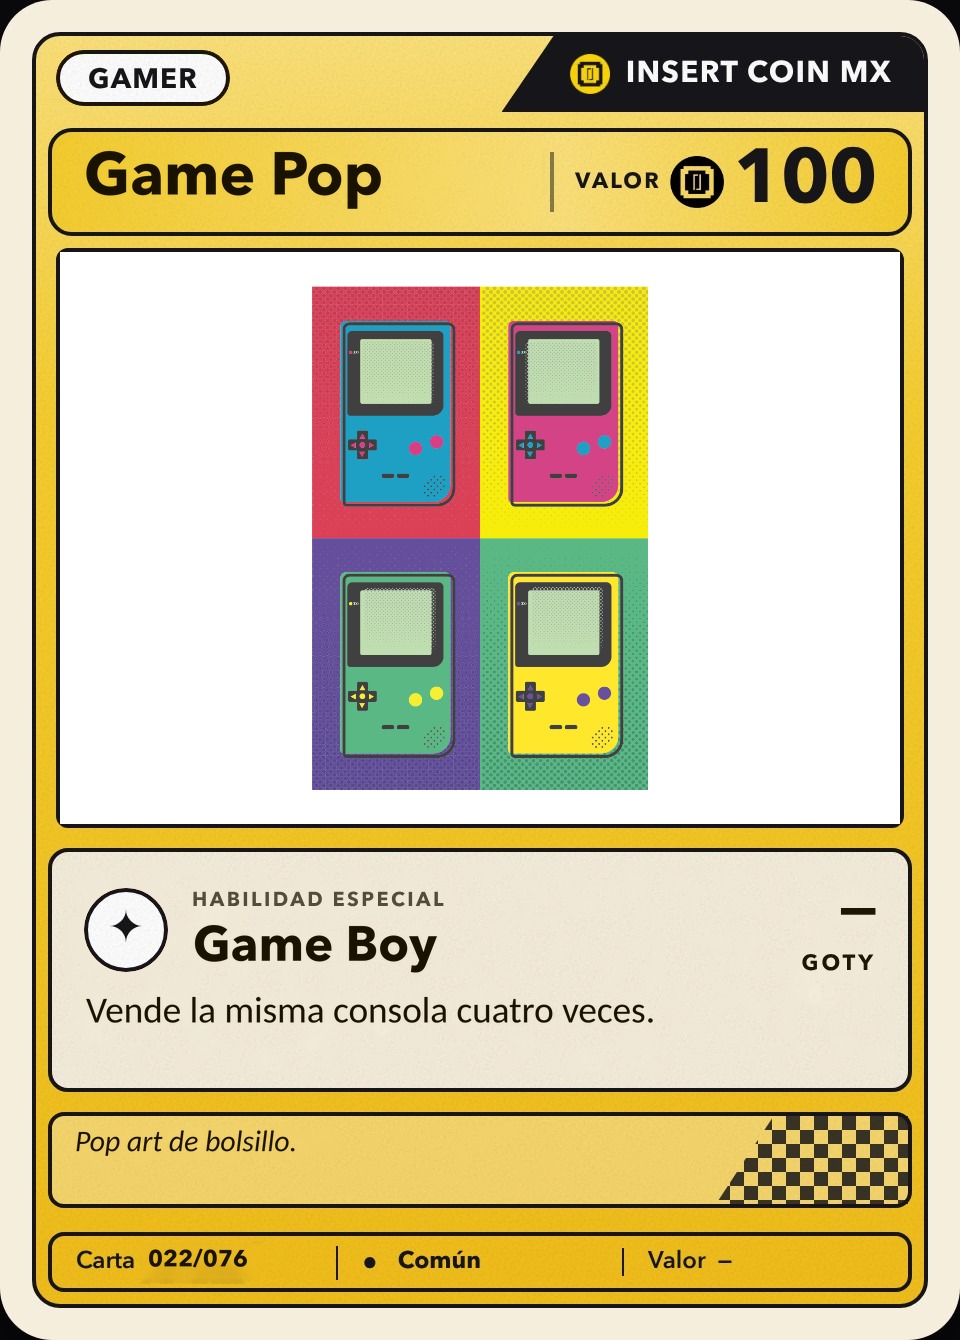 GAMER
INSERT COIN MX
Game Pop
VALOR 100
HABILIDAD ESPECIAL
Game Boy
–
GOTY
Vende la misma consola cuatro veces.
Pop art de bolsillo.
Carta 022/076
• Común
Valor –